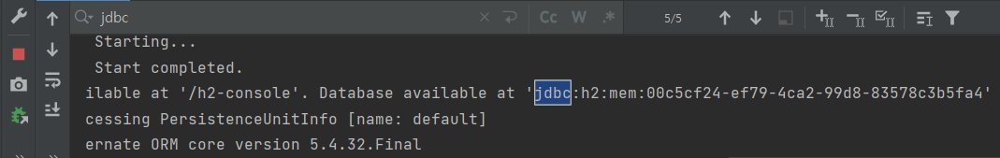 jdbc
Cc W .* 5/5
Starting...
Start completed.
ilable at '/h2-console'. Database available at 'jdbc:h2:mem:00c5cf24-ef79-4ca2-99d8-83578c3b5fa4'
cessing PersistenceUnitInfo [name: default]
ernate ORM core version 5.4.32.Final